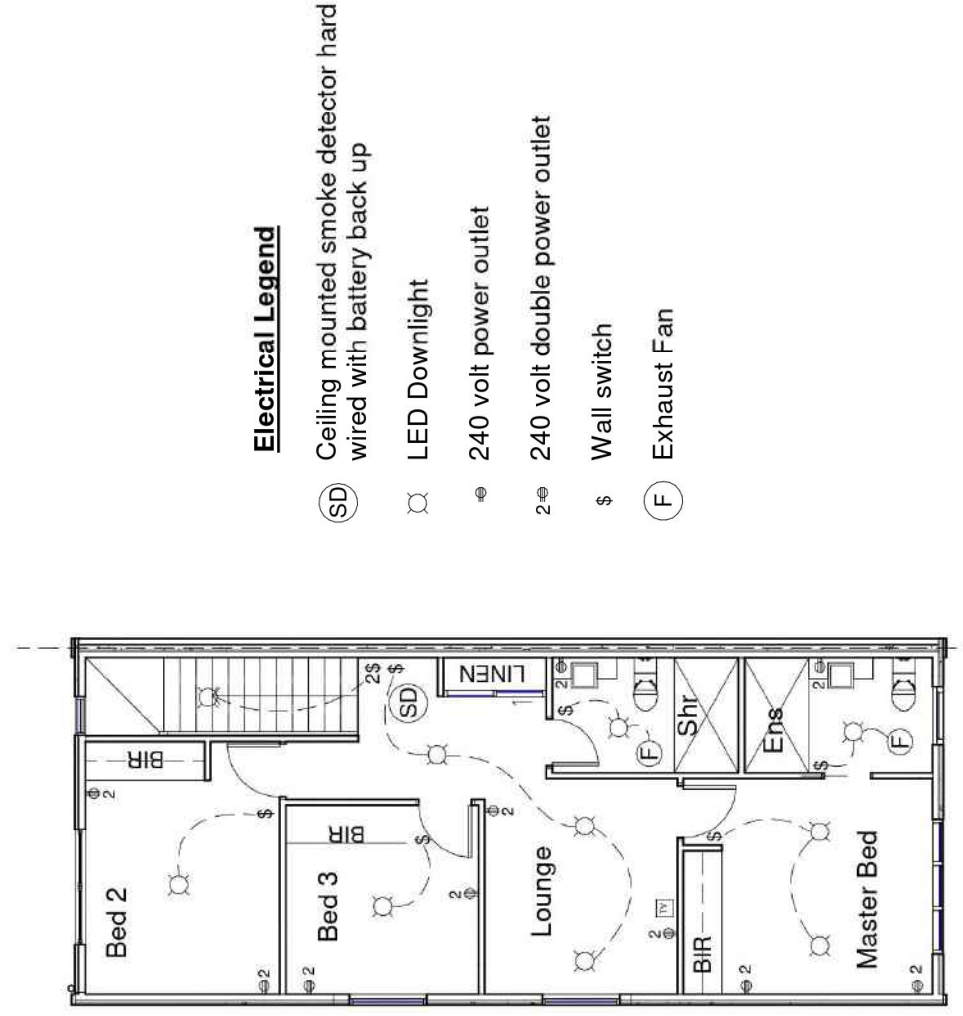 Electrical Legend
SD Ceiling mounted smoke detector hard
wired with battery back up
LED Downlight
240 volt power outlet
2 240 volt double power outlet
$ Wall switch
F Exhaust Fan
Bed 2
BIR
2
2
$
2$
$
SD
LINEN
Bed 3
BIR
$
2
2
Lounge
2
2
TV
2
$
F
Shr
Ens
2
$
F
Master Bed
BIR
$
2
2